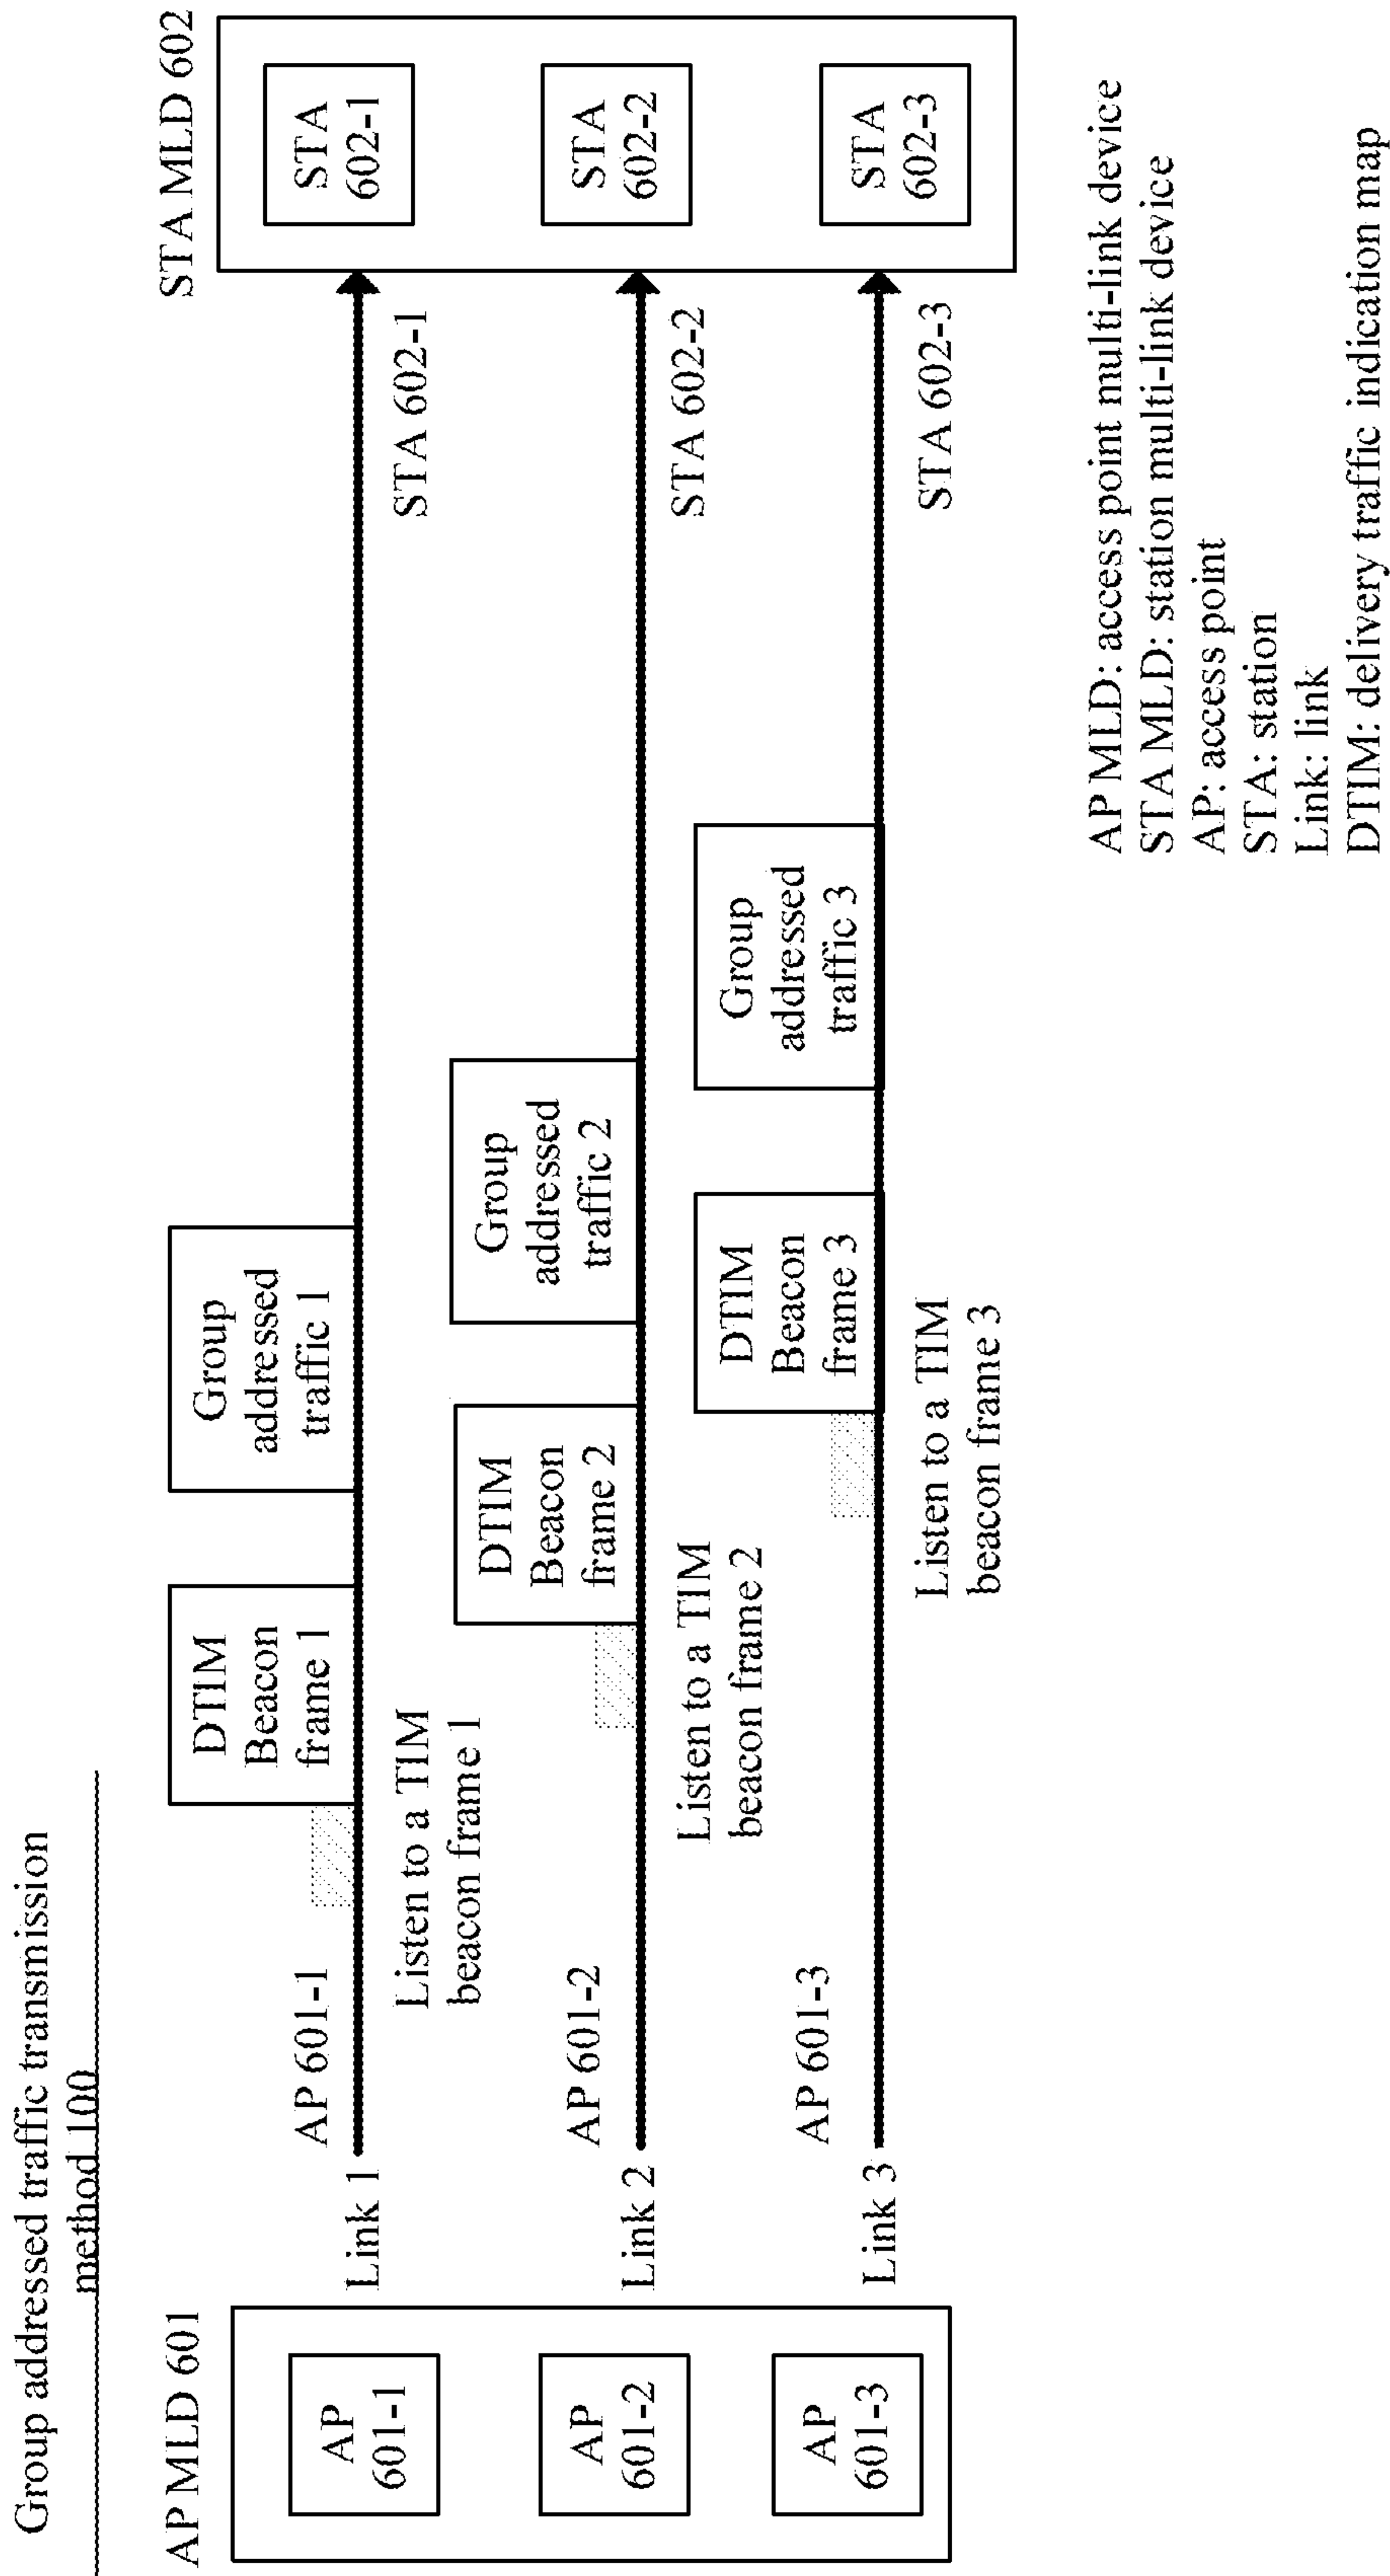 Group addressed traffic transmission
method 100
AP MLD 601
AP
601-1
AP
601-2
AP
601-3
Link 1
AP 601-1
Listen to a TIM
beacon frame 1
DTIM
Beacon
frame 1
Group
addressed
traffic 1
STA 602-1
Link 2
AP 601-2
Listen to a TIM
beacon frame 2
DTIM
Beacon
frame 2
Group
addressed
traffic 2
STA 602-2
Link 3
AP 601-3
Listen to a TIM
beacon frame 3
DTIM
Beacon
frame 3
Group
addressed
traffic 3
STA 602-3
STA MLD 602
STA
602-1
STA
602-2
STA
602-3
AP MLD: access point multi-link device
STA MLD: station multi-link device
AP: access point
STA: station
Link: link
DTIM: delivery traffic indication map